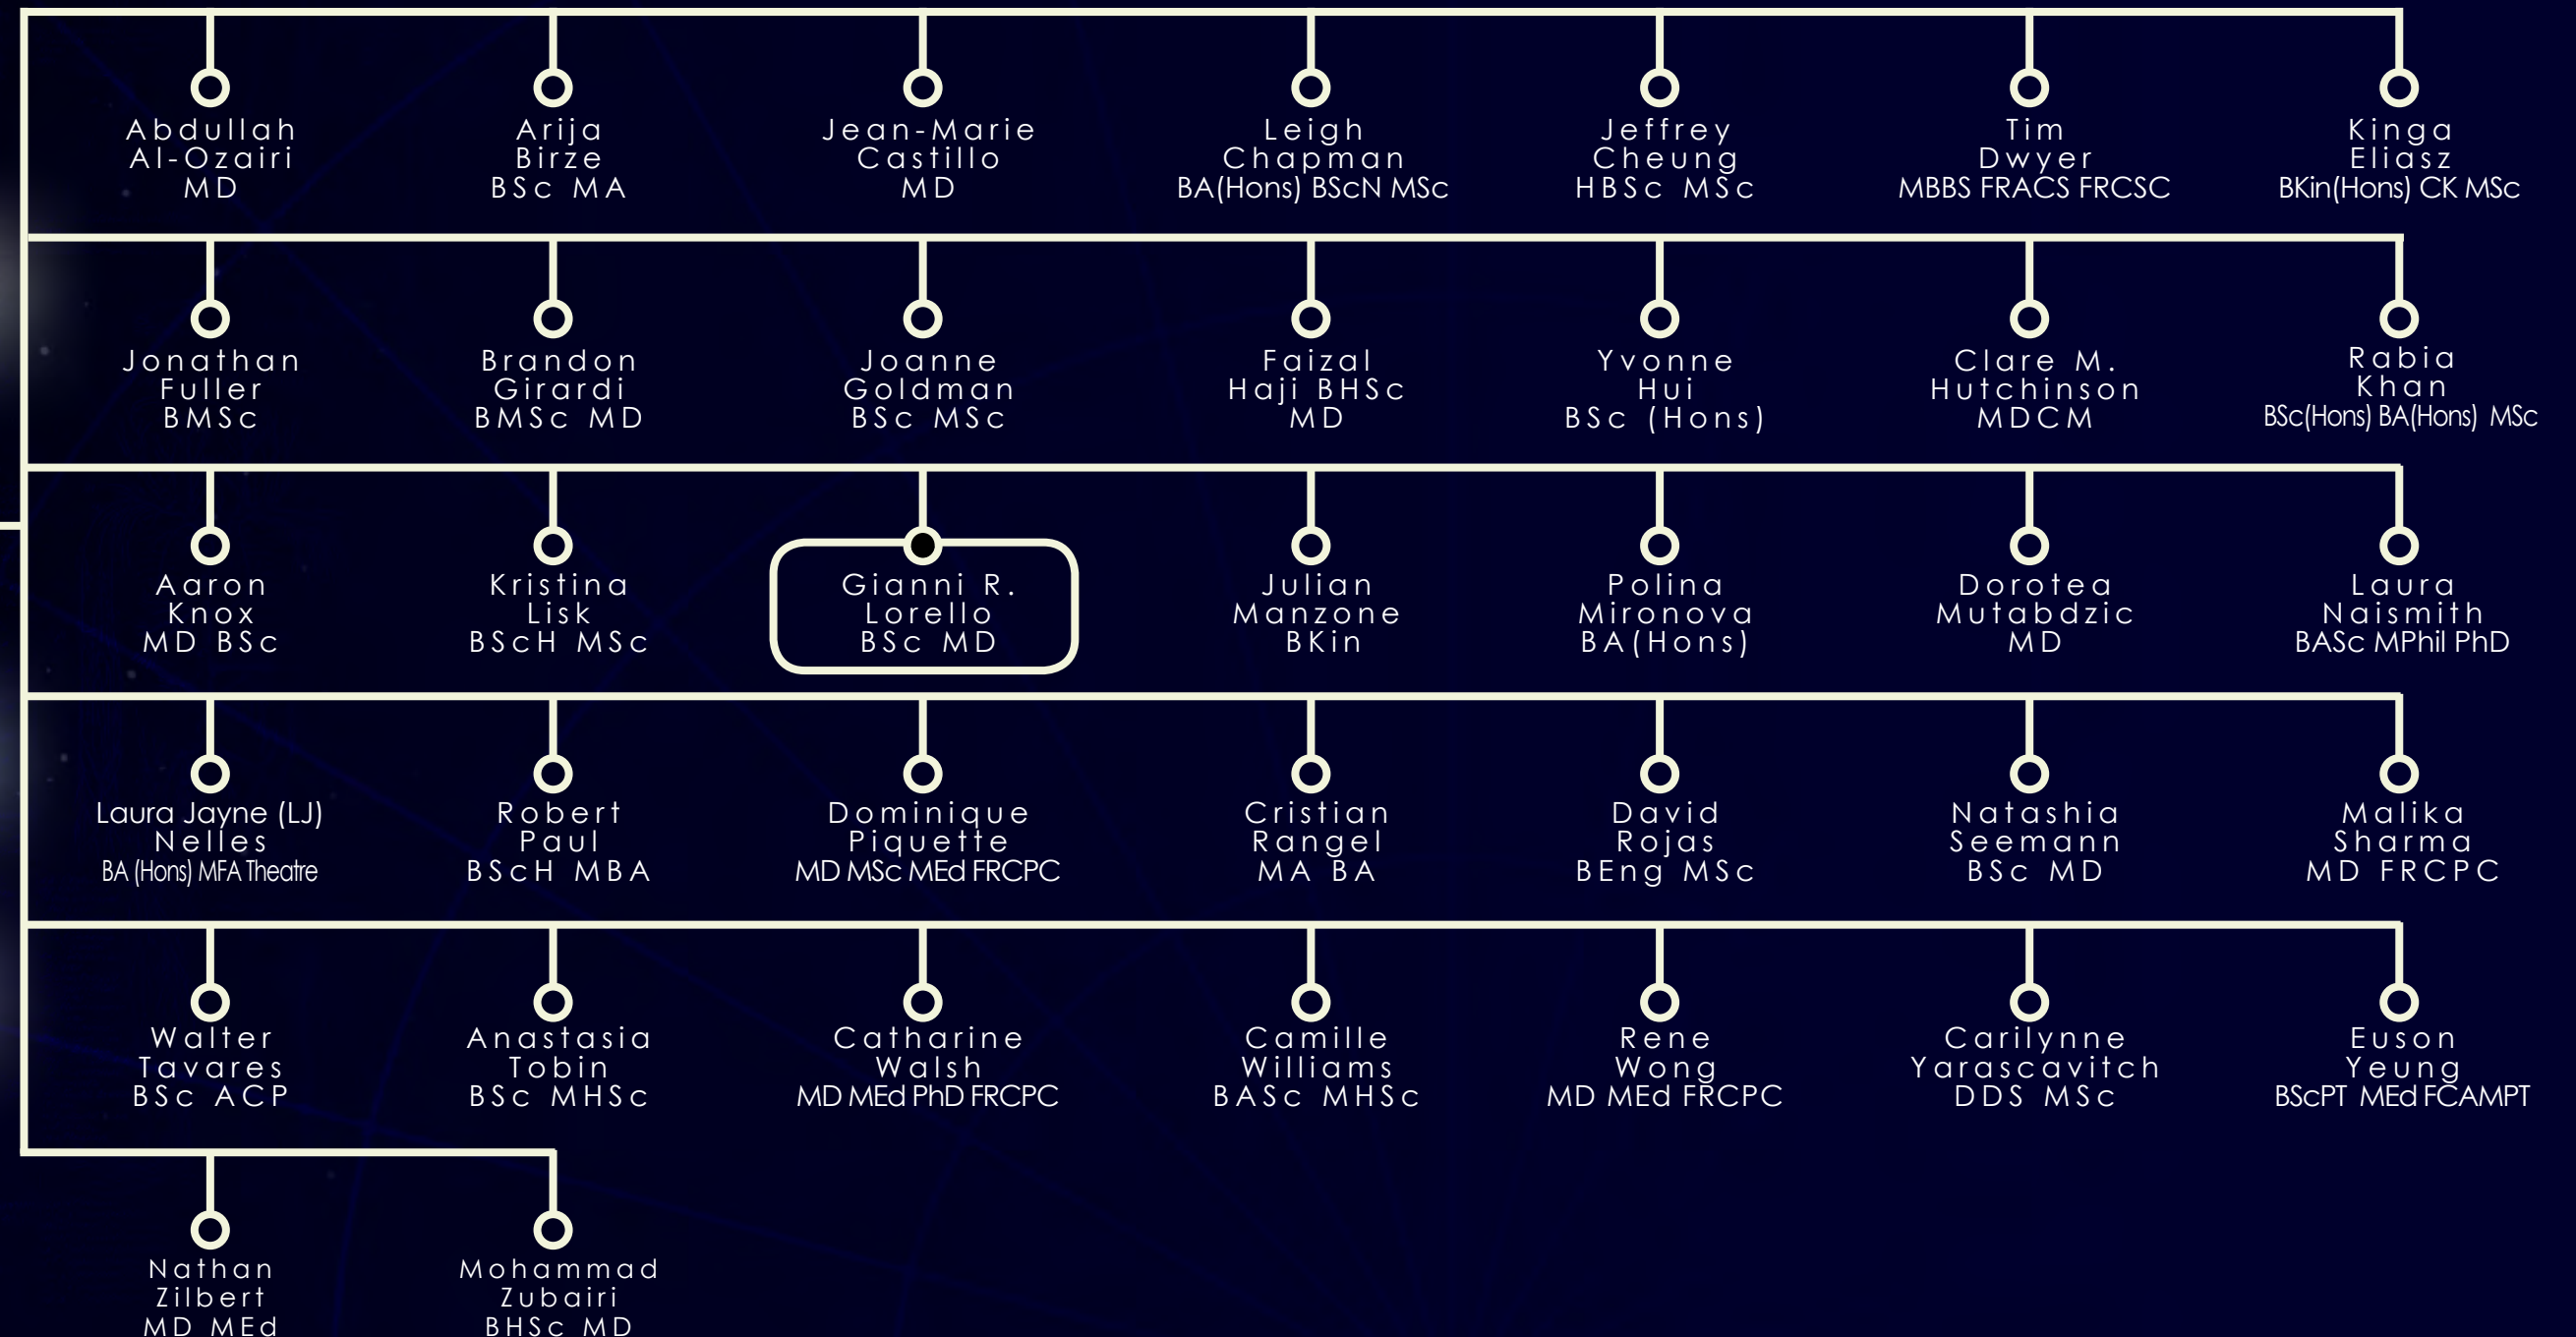 Abdullah
Al-Ozairi
MD
Arija
Birze
BSc MA
Jean-Marie
Castillo
MD
Leigh
Chapman
BA(Hons) BScN MSc
Jeffrey
Cheung
HBSc MSc
Tim
Dwyer
MBBS FRACS FRCSC
Kinga
Eliasz
BKin(Hons) CK MSc
Jonathan
Fuller
BMSc
Brandon
Girardi
BMSc MD
Joanne
Goldman
BSc MSc
Faizal
Haji BHSc
MD
Yvonne
Hui
BSc (Hons)
Clare M.
Hutchinson
MDCM
Rabia
Khan
BSc(Hons) BA(Hons) MSc
Aaron
Knox
MD BSc
Kristina
Lisk
BScH MSc
Gianni R.
Lorello
BSc MD
Julian
Manzone
BKin
Polina
Mironova
BA(Hons)
Dorotea
Mutabdzic
MD
Laura
Naismith
BASc MPhil PhD
Laura Jayne (LJ)
Nelles
BA (Hons) MFA Theatre
Robert
Paul
BScH MBA
Dominique
Piquette
MD MSc MEd FRCPC
Cristian
Rangel
MA BA
David
Rojas
BEng MSc
Natashia
Seemann
BSc MD
Malika
Sharma
MD FRCPC
Walter
Tavares
BSc ACP
Anastasia
Tobin
BSc MHSc
Catharine
Walsh
MD MEd PhD FRCPC
Camille
Williams
BASc MHSc
Rene
Wong
MD MEd FRCPC
Carilynne
Yarascavitch
DDS MSc
Euson
Yeung
BScPT MEd FCAMPT
Nathan
Zilbert
MD MEd
Mohammad
Zubairi
BHSc MD